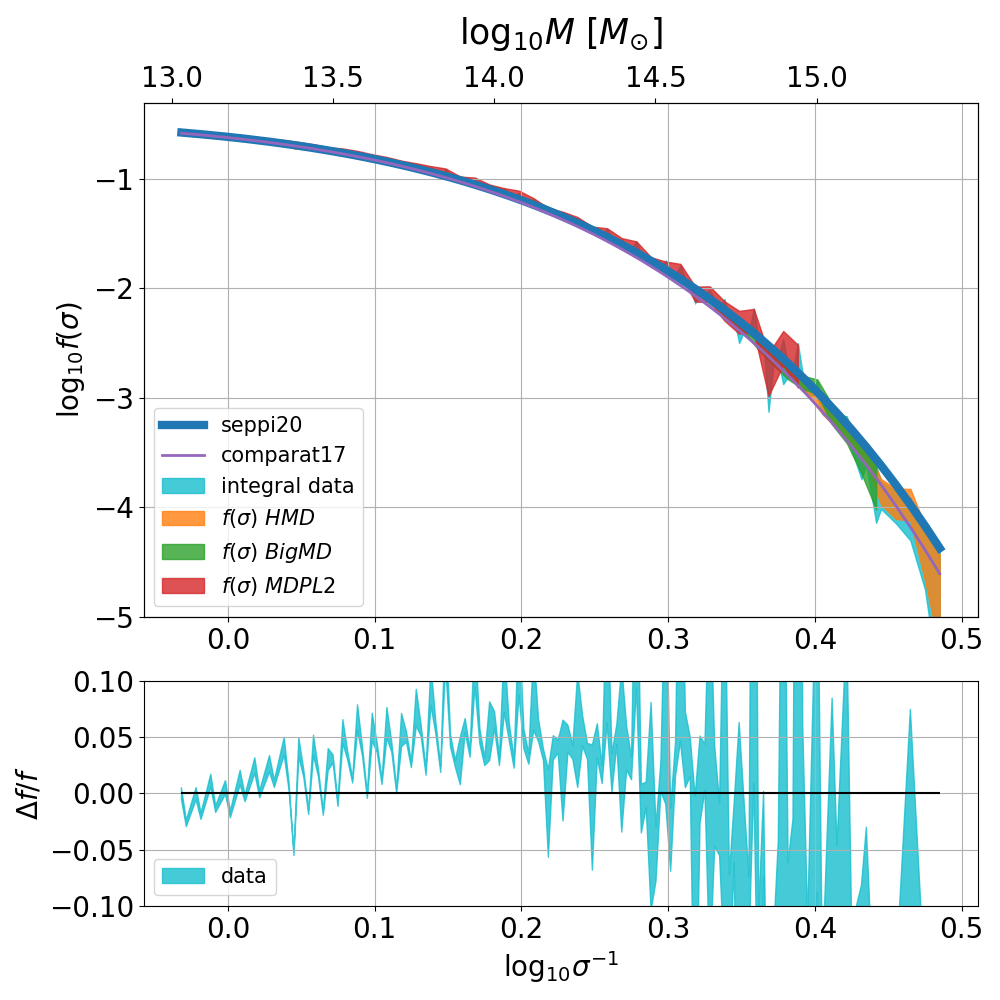 log₁₀M [M⊙]
13.0 13.5 14.0 14.5 15.0
log₁₀f(σ)
−1
−2
−3
−4
−5
seppi20
comparat17
integral data
f(σ) HMD
f(σ) BigMD
f(σ) MDPL2
0.0 0.1 0.2 0.3 0.4 0.5
Δf/f
0.10
0.05
0.00
−0.05
−0.10
data
0.0 0.1 0.2 0.3 0.4 0.5
log₁₀σ⁻¹